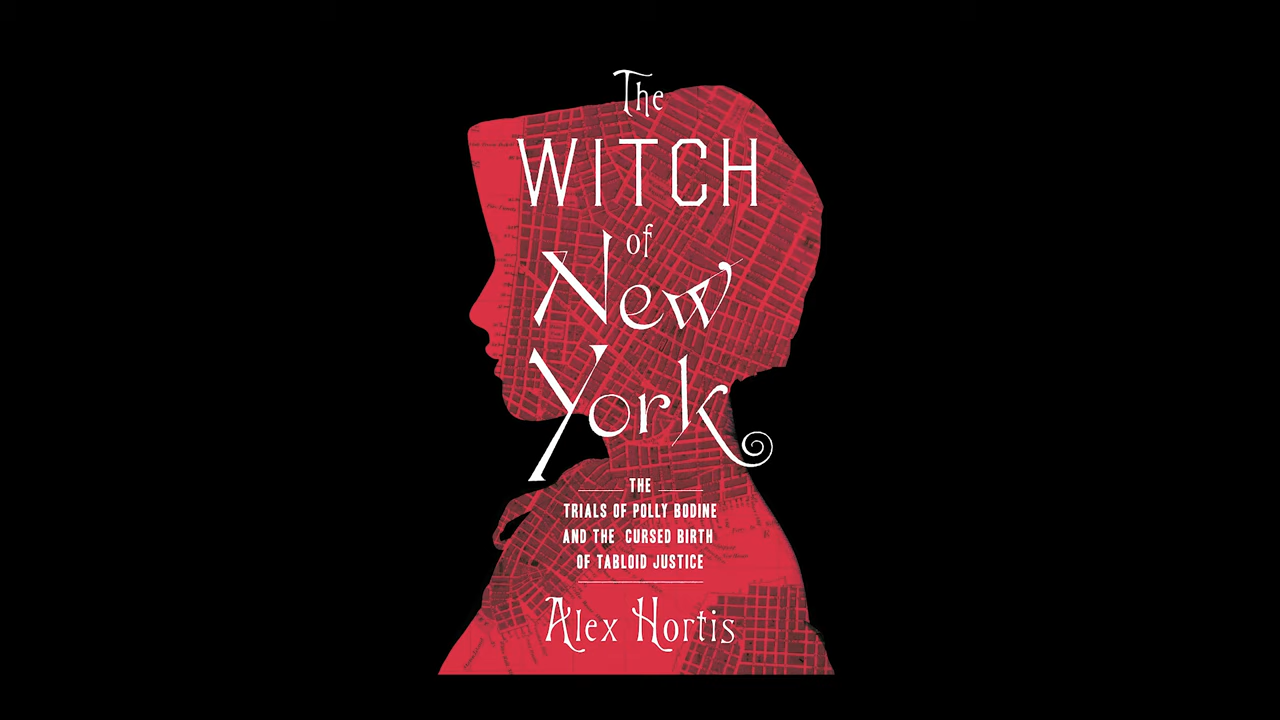 The
WITCH
of
New
York
THE
TRIALS OF POLLY BODINE
AND THE CURSED BIRTH
OF TABLOID JUSTICE
Alex Hortis